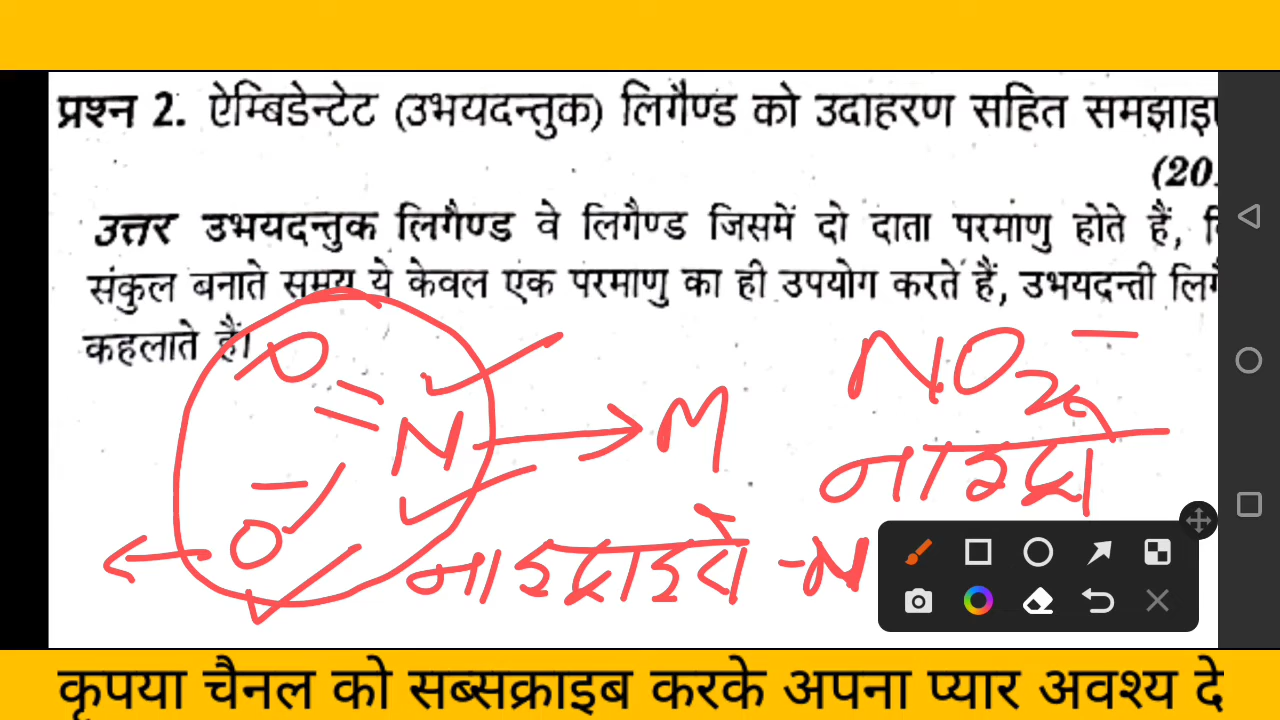 प्रश्न 2. ऐम्बिडेन्टेट (उभयदन्तुक) लिगैण्ड को उदाहरण सहित समझाइए
(20
उत्तर उभयदन्तुक लिगैण्ड वे लिगैण्ड जिसमें दो दाता परमाणु होते हैं,
संकुल बनाते समय ये केवल एक परमाणु का ही उपयोग करते हैं, उभयदन्ती
कहलाते हैं।
O
NO2 –
N → M
नाइट्रो
– O
नाइट्राइटो -N
कृपया चैनल को सब्सक्राइब करके अपना प्यार अवश्य दे